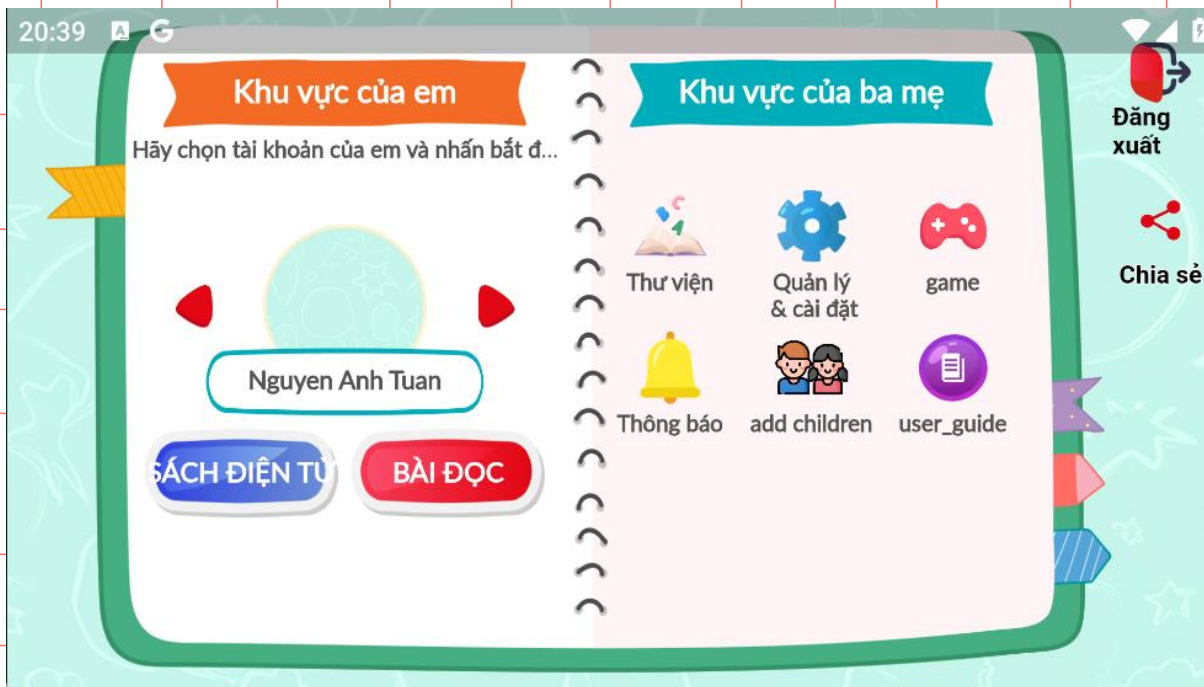 20:39
A G
Khu vực của em
Hãy chọn tài khoản của em và nhấn bắt đ...
Nguyen Anh Tuan
SÁCH ĐIỆN TỬ
BÀI ĐỌC
Khu vực của ba mẹ
B C A
Thư viện
Quản lý
& cài đặt
game
Thông báo
add children
user_guide
Đăng
xuất
Chia sẻ